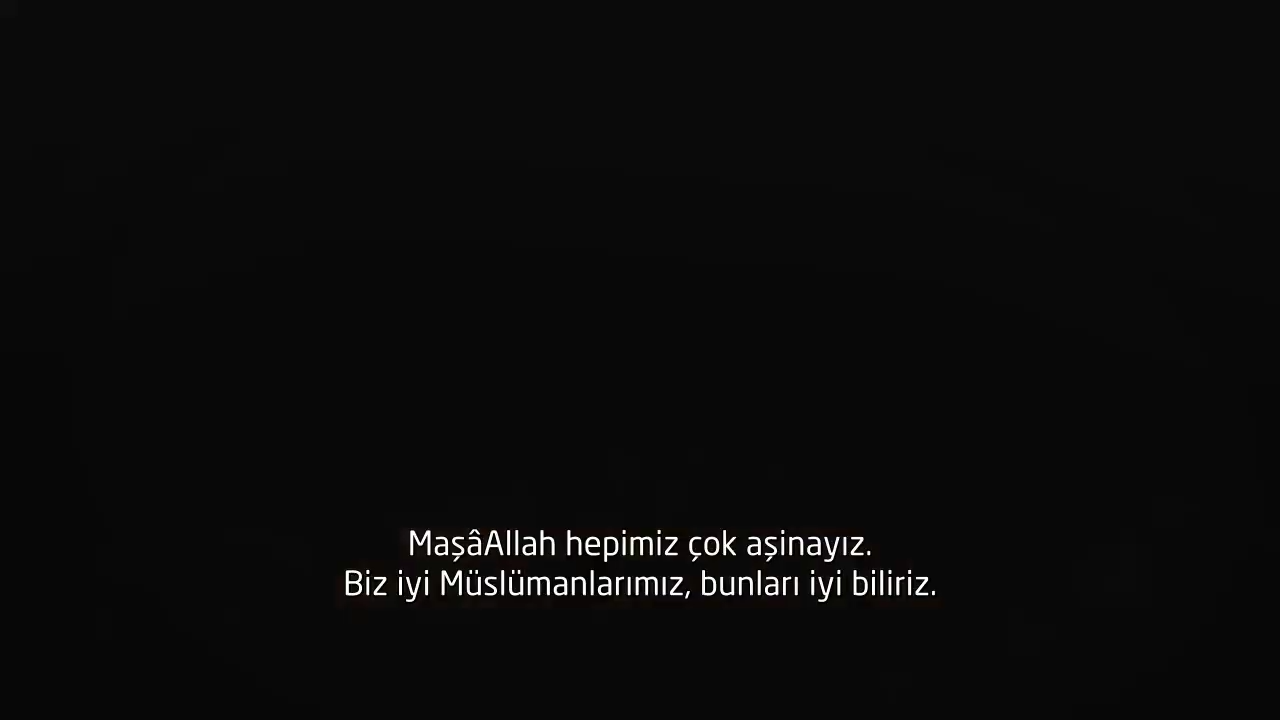 MaşâAllah hepimiz çok aşinayız.
Biz iyi Müslümanlarımız, bunları iyi biliriz.